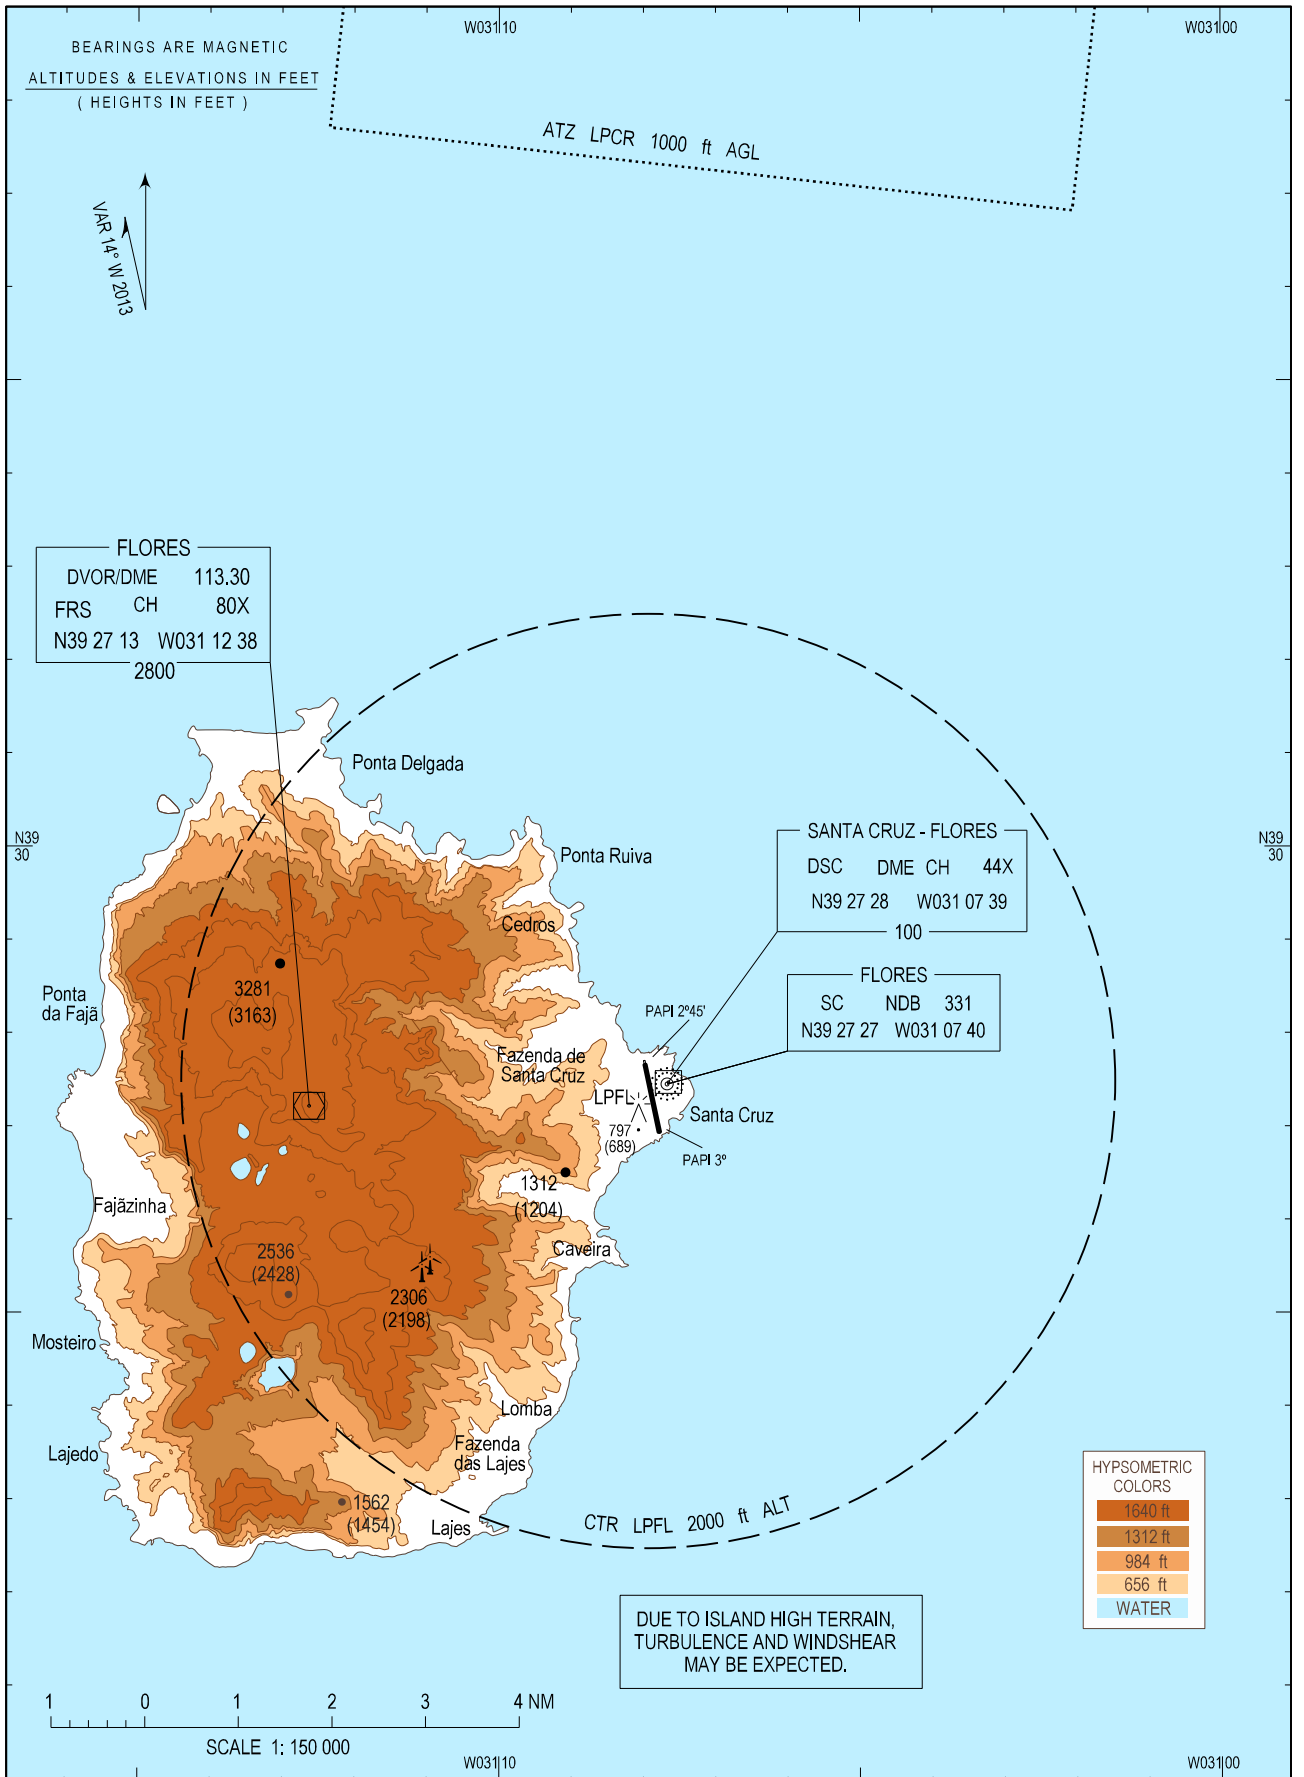 W031 10
W031 00
BEARINGS ARE MAGNETIC
ALTITUDES & ELEVATIONS IN FEET
( HEIGHTS IN FEET )
ATZ LPCR 1000 ft AGL
VAR 14° W 2013
FLORES
DVOR/DME 113.30
FRS CH 80X
N39 27 13 W031 12 38
2800
Ponta Delgada
N39
30
N39
30
Ponta Ruiva
SANTA CRUZ - FLORES
DSC DME CH 44X
N39 27 28 W031 07 39
100
Cedros
FLORES
SC NDB 331
N39 27 27 W031 07 40
3281
(3163)
Ponta
da Fajã
PAPI 2°45'
Fazenda de
Santa Cruz
LPFL
Santa Cruz
797
(689)
PAPI 3°
1312
(1204)
Fajãzinha
Caveira
2536
(2428)
2306
(2198)
Mosteiro
Lomba
Lajedo
Fazenda
das Lajes
1562
(1454)
Lajes
CTR LPFL 2000 ft ALT
HYPSOMETRIC
COLORS
1640 ft
1312 ft
984 ft
656 ft
WATER
DUE TO ISLAND HIGH TERRAIN,
TURBULENCE AND WINDSHEAR
MAY BE EXPECTED.
1 0 1 2 3 4 NM
SCALE 1: 150 000
W031 10
W031 00